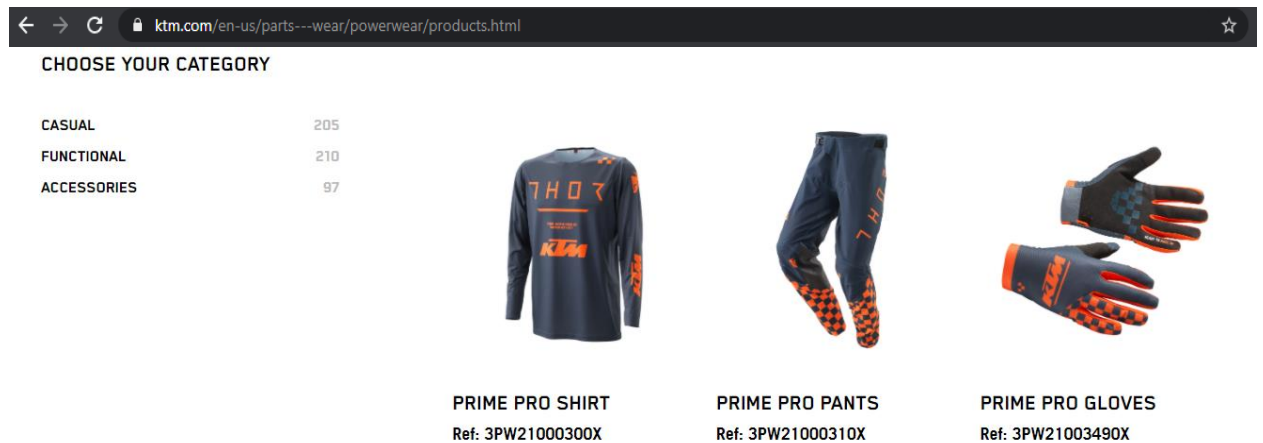 ktm.com/en-us/parts---wear/powerwear/products.html
CHOOSE YOUR CATEGORY
CASUAL 205
FUNCTIONAL 210
ACCESSORIES 97
THOR
KTM
THOR
KTM
PRIME PRO SHIRT
Ref: 3PW21000300X
PRIME PRO PANTS
Ref: 3PW21000310X
PRIME PRO GLOVES
Ref: 3PW21003490X